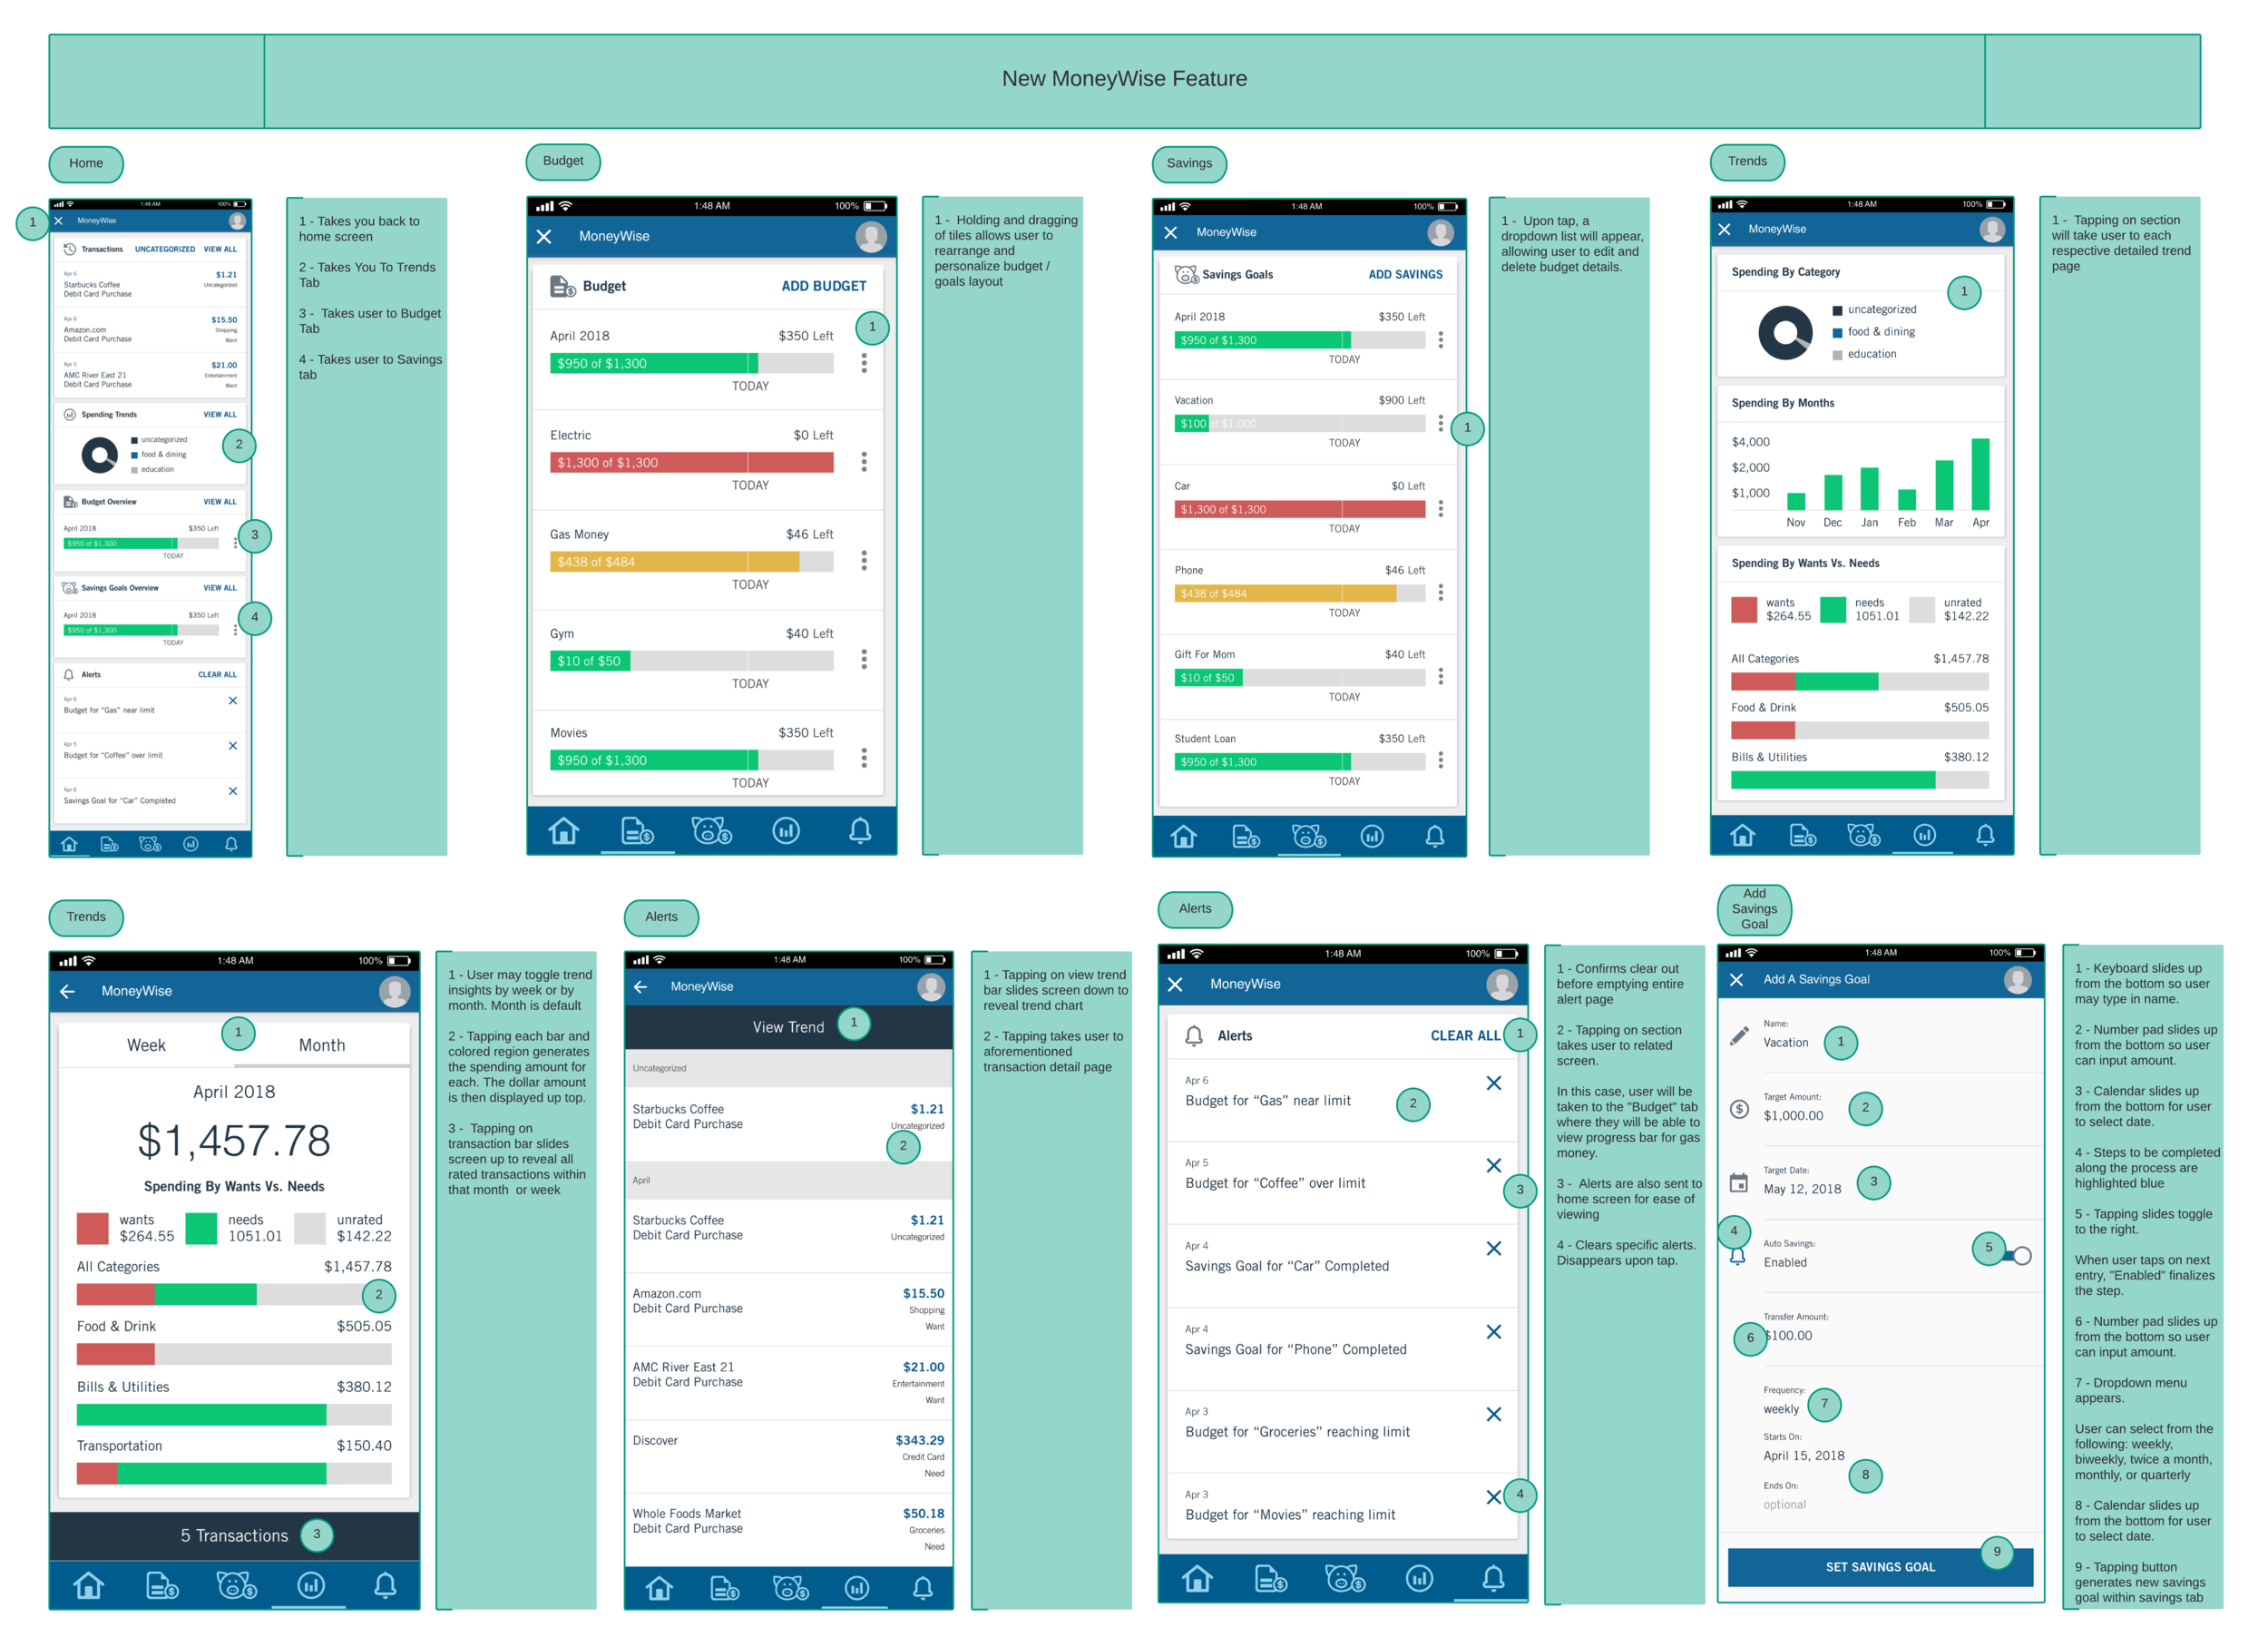 New MoneyWise Feature
Home
1:48 AM
100%
1
MoneyWise
Transactions UNCATEGORIZED VIEW ALL
Apr 6
$1.21
Starbucks Coffee
Uncategorized
Debit Card Purchase
Apr 6
$15.50
Amazon.com
Shopping
Debit Card Purchase
Want
Apr 5
$21.00
AMC River East 21
Entertainment
Debit Card Purchase
Want
Spending Trends VIEW ALL
uncategorized
food & dining
education
2
Budget Overview VIEW ALL
April 2018 $350 Left
$950 of $1,300
TODAY
3
Savings Goals Overview VIEW ALL
April 2018 $350 Left
$950 of $1,300
TODAY
4
Alerts CLEAR ALL
Apr 6
Budget for “Gas” near limit
Apr 5
Budget for “Coffee” over limit
Apr 6
Savings Goal for “Car” Completed
1 - Takes you back to
home screen
2 - Takes You To Trends
Tab
3 - Takes user to Budget
Tab
4 - Takes user to Savings
tab
Budget
1:48 AM
100%
MoneyWise
Budget ADD BUDGET
1
April 2018 $350 Left
$950 of $1,300
TODAY
Electric $0 Left
$1,300 of $1,300
TODAY
Gas Money $46 Left
$438 of $484
TODAY
Gym $40 Left
$10 of $50
TODAY
Movies $350 Left
$950 of $1,300
TODAY
1 - Holding and dragging
of tiles allows user to
rearrange and
personalize budget /
goals layout
Savings
1:48 AM
100%
MoneyWise
Savings Goals ADD SAVINGS
April 2018 $350 Left
$950 of $1,300
TODAY
Vacation $900 Left
$100 of $1,000
TODAY
1
Car $0 Left
$1,300 of $1,300
TODAY
Phone $46 Left
$438 of $484
TODAY
Gift For Mom $40 Left
$10 of $50
TODAY
Student Loan $350 Left
$950 of $1,300
TODAY
1 - Upon tap, a
dropdown list will appear,
allowing user to edit and
delete budget details.
Trends
1:48 AM
100%
MoneyWise
Spending By Category
1
uncategorized
food & dining
education
Spending By Months
$4,000
$2,000
$1,000
Nov Dec Jan Feb Mar Apr
Spending By Wants Vs. Needs
wants needs unrated
$264.55 1051.01 $142.22
All Categories $1,457.78
Food & Drink $505.05
Bills & Utilities $380.12
1 - Tapping on section
will take user to each
respective detailed trend
page
Trends
1:48 AM
100%
MoneyWise
Week 1 Month
April 2018
$1,457.78
Spending By Wants Vs. Needs
wants needs unrated
$264.55 1051.01 $142.22
All Categories $1,457.78
2
Food & Drink $505.05
Bills & Utilities $380.12
Transportation $150.40
5 Transactions 3
1 - User may toggle trend
insights by week or by
month. Month is default
2 - Tapping each bar and
colored region generates
the spending amount for
each. The dollar amount
is then displayed up top.
3 - Tapping on
transaction bar slides
screen up to reveal all
rated transactions within
that month or week
Alerts
1:48 AM
100%
MoneyWise
View Trend 1
Uncategorized
Starbucks Coffee $1.21
Debit Card Purchase Uncategorized
2
April
Starbucks Coffee $1.21
Debit Card Purchase Uncategorized
Amazon.com $15.50
Debit Card Purchase Shopping
Want
AMC River East 21 $21.00
Debit Card Purchase Entertainment
Want
Discover $343.29
Credit Card
Need
Whole Foods Market $50.18
Debit Card Purchase Groceries
Need
1 - Tapping on view trend
bar slides screen down to
reveal trend chart
2 - Tapping takes user to
aforementioned
transaction detail page
Alerts
1:48 AM
100%
MoneyWise
Alerts CLEAR ALL 1
Apr 6
Budget for “Gas” near limit
2
Apr 5
Budget for “Coffee” over limit
3
Apr 4
Savings Goal for “Car” Completed
Apr 4
Savings Goal for “Phone” Completed
Apr 3
Budget for “Groceries” reaching limit
Apr 3
Budget for “Movies” reaching limit
4
1 - Confirms clear out
before emptying entire
alert page
2 - Tapping on section
takes user to related
screen.
In this case, user will be
taken to the "Budget" tab
where they will be able to
view progress bar for gas
money.
3 - Alerts are also sent to
home screen for ease of
viewing
4 - Clears specific alerts.
Disappears upon tap.
Add
Savings
Goal
1:48 AM
100%
Add A Savings Goal
Name:
Vacation
1
Target Amount:
$1,000.00
2
Target Date:
May 12, 2018
3
4
Auto Savings:
Enabled
5
Transfer Amount:
6
$100.00
Frequency:
weekly
7
Starts On:
April 15, 2018
8
Ends On:
optional
9
SET SAVINGS GOAL
1 - Keyboard slides up
from the bottom so user
may type in name.
2 - Number pad slides up
from the bottom so user
can input amount.
3 - Calendar slides up
from the bottom for user
to select date.
4 - Steps to be completed
along the process are
highlighted blue
5 - Tapping slides toggle
to the right.
When user taps on next
entry, "Enabled" finalizes
the step.
6 - Number pad slides up
from the bottom so user
can input amount.
7 - Dropdown menu
appears.
User can select from the
following: weekly,
biweekly, twice a month,
monthly, or quarterly
8 - Calendar slides up
from the bottom for user
to select date.
9 - Tapping button
generates new savings
goal within savings tab